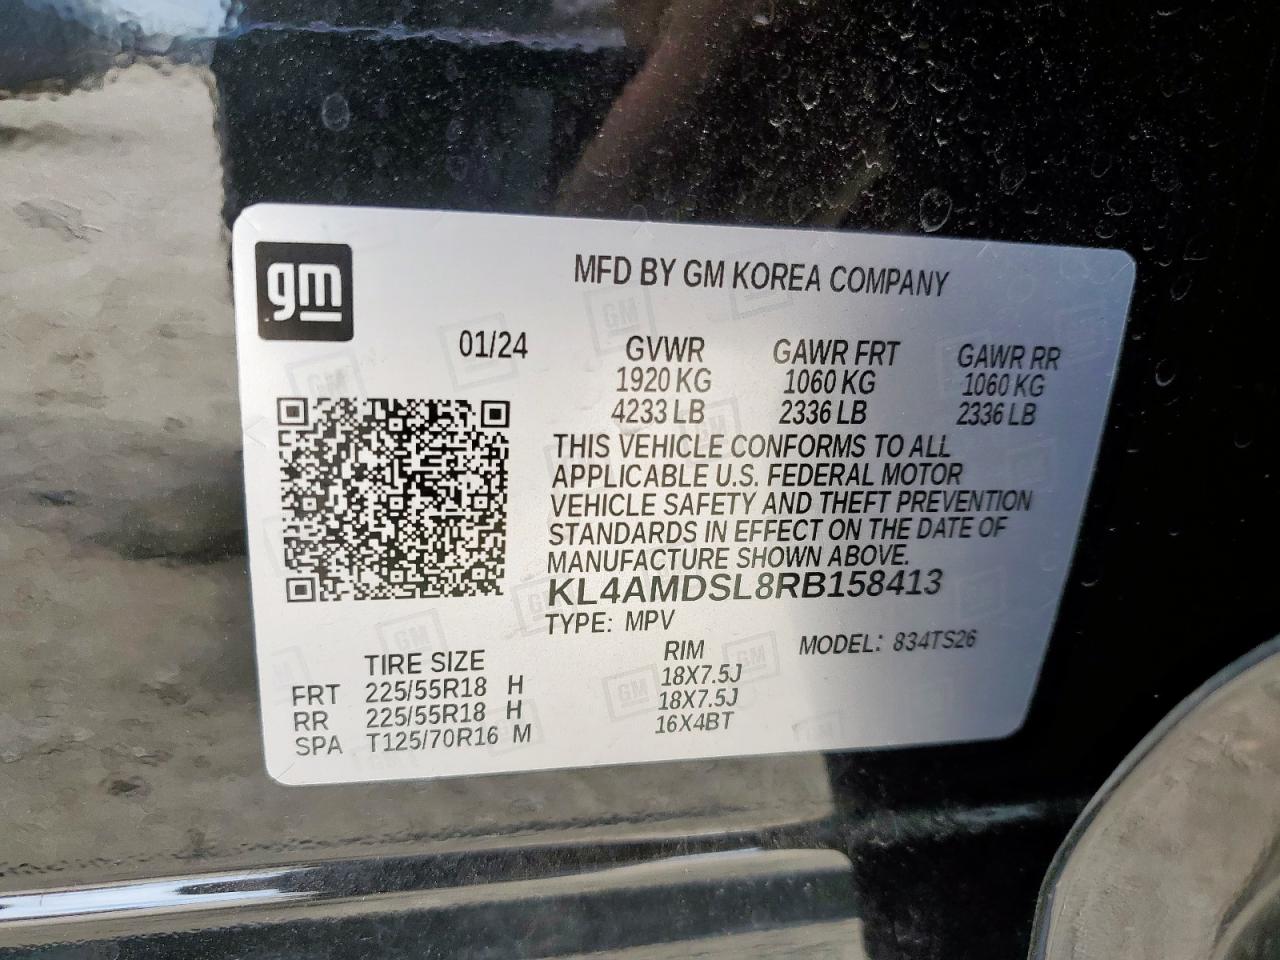 gm
MFD BY GM KOREA COMPANY
01/24 GVWR GAWR FRT GAWR RR
1920 KG 1060 KG 1060 KG
4233 LB 2336 LB 2336 LB
THIS VEHICLE CONFORMS TO ALL
APPLICABLE U.S. FEDERAL MOTOR
VEHICLE SAFETY AND THEFT PREVENTION
STANDARDS IN EFFECT ON THE DATE OF
MANUFACTURE SHOWN ABOVE.
KL4AMDSL8RB158413
TYPE: MPV
MODEL: 834TS26
TIRE SIZE RIM
FRT 225/55R18 H 18X7.5J
RR 225/55R18 H 18X7.5J
SPA T125/70R16 M 16X4BT